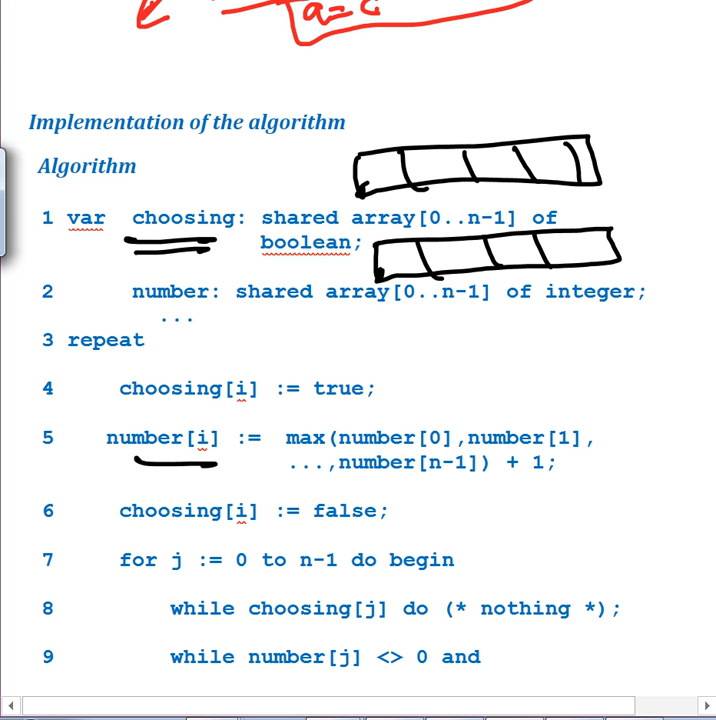 a=
Implementation of the algorithm
Algorithm
1 var choosing: shared array[0..n-1] of
boolean;
2 number: shared array[0..n-1] of integer;
...
3 repeat
4 choosing[i] := true;
5 number[i] := max(number[0],number[1],
...,number[n-1]) + 1;
6 choosing[i] := false;
7 for j := 0 to n-1 do begin
8 while choosing[j] do (* nothing *);
9 while number[j] <> 0 and